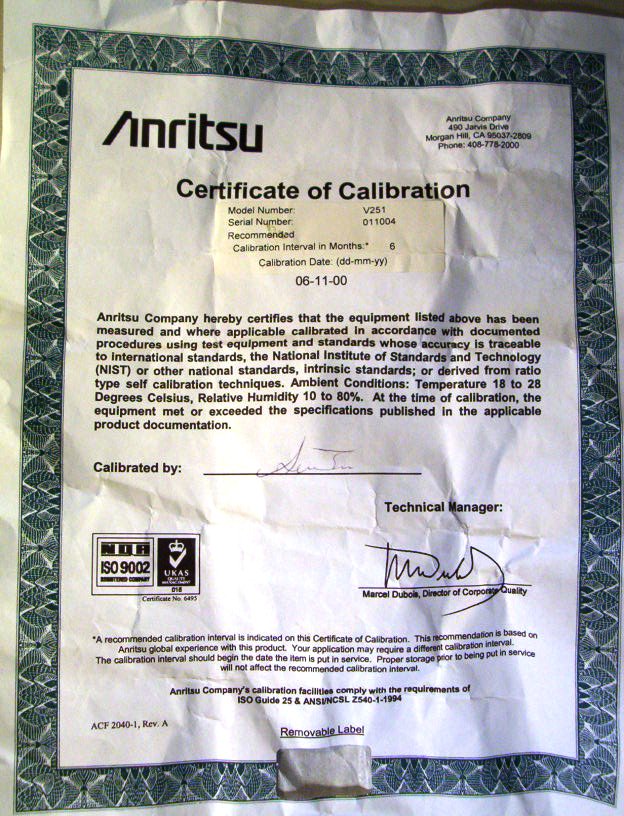 Anritsu
Anritsu Company
490 Jarvis Drive
Morgan Hill, CA 95037-2809
Phone: 408-778-2000
Certificate of Calibration
Model Number: V251
Serial Number: 011004
Recommended
Calibration Interval in Months:* 6
Calibration Date: (dd-mm-yy)
06-11-00
Anritsu Company hereby certifies that the equipment listed above has been
measured and where applicable calibrated in accordance with documented
procedures using test equipment and standards whose accuracy is traceable
to International standards, the National Institute of Standards and Technology
(NIST) or other national standards, intrinsic standards; or derived from ratio
type self calibration techniques. Ambient Conditions: Temperature 18 to 28
Degrees Celsius, Relative Humidity 10 to 80%. At the time of calibration, the
equipment met or exceeded the specifications published in the applicable
product documentation.
Calibrated by:
Technical Manager:
NQA
ISO 9002
REGISTERED COMPANY
UKAS
QUALITY
MANAGEMENT
015
Certificate No. 6495
Marcel Dubois, Director of Corporate Quality
*A recommended calibration interval is indicated on this Certificate of Calibration. This recommendation is based on
Anritsu global experience with this product. Your application may require a different calibration interval.
The calibration interval should begin the date the item is put in service. Proper storage prior to being put in service
will not affect the recommended calibration interval.
Anritsu Company's calibration facilities comply with the requirements of
ISO Guide 25 & ANSI/NCSL Z540-1-1994
ACF 2040-1, Rev. A
Removable Label